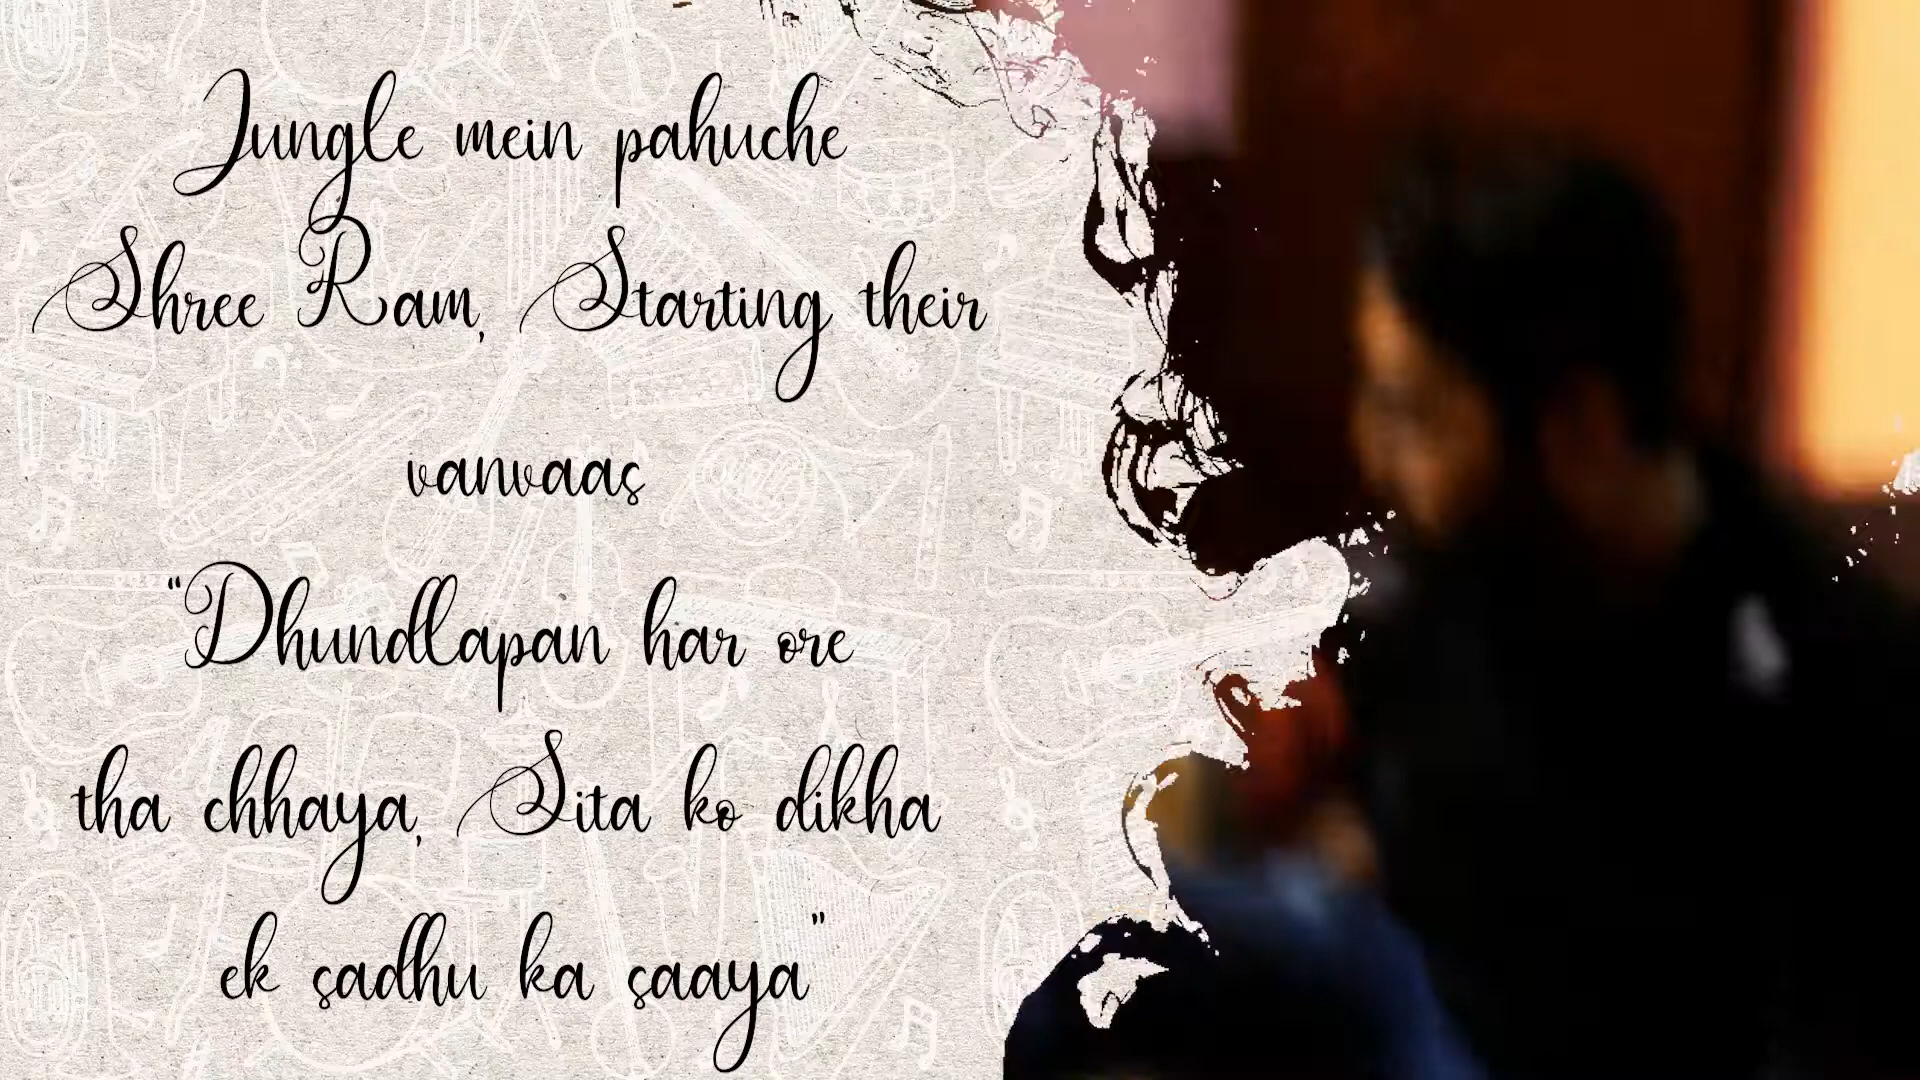 Jungle mein pahuche
Shree Ram, Starting their
vanvaas
"Dhundlapan har ore
tha chhaya, Sita ko dikha
ek sadhu ka saaya"